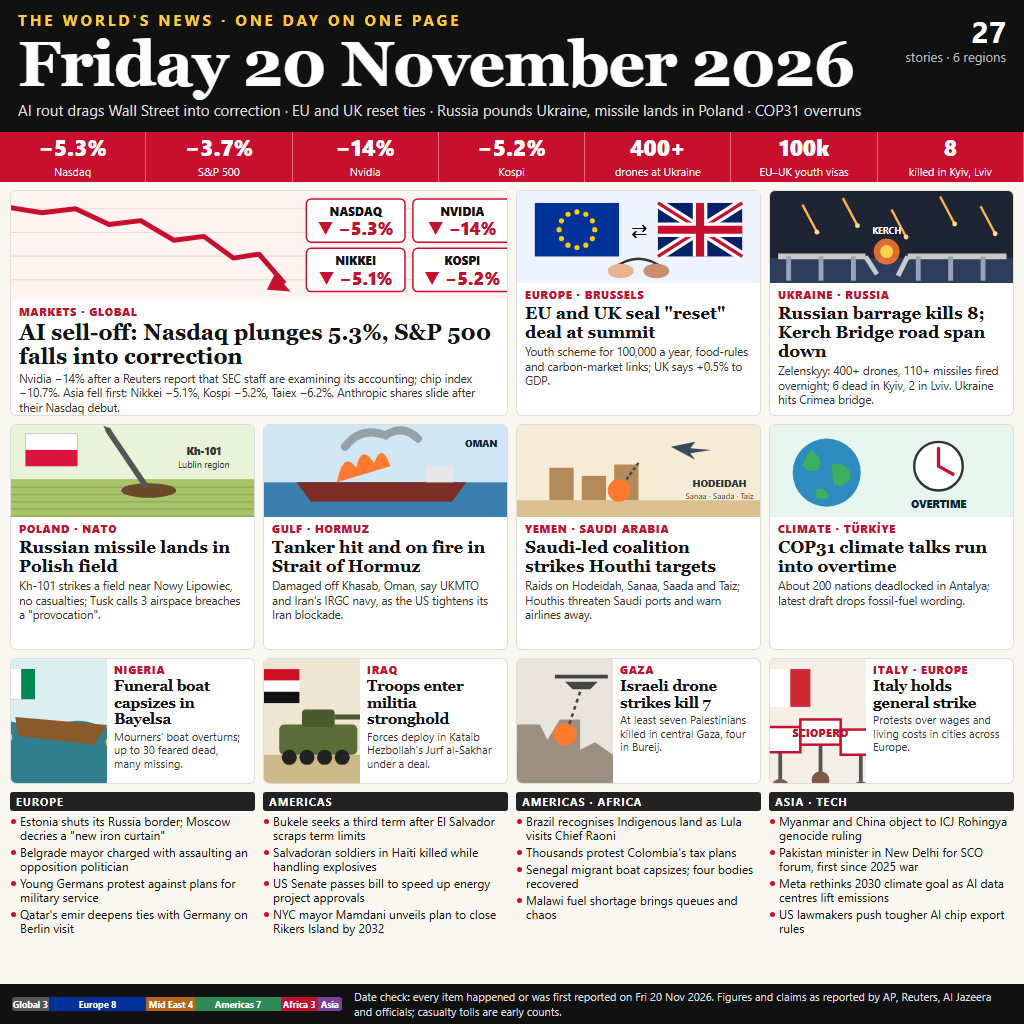 THE WORLD'S NEWS · ONE DAY ON ONE PAGE
Friday 20 November 2026
27
stories · 6 regions
AI rout drags Wall Street into correction · EU and UK reset ties · Russia pounds Ukraine, missile lands in Poland · COP31 overruns
−5.3%
Nasdaq
−3.7%
S&P 500
−14%
Nvidia
−5.2%
Kospi
400+
drones at Ukraine
100k
EU–UK youth visas
8
killed in Kyiv, Lviv
NASDAQ
▼ −5.3%
NVIDIA
▼ −14%
NIKKEI
▼ −5.1%
KOSPI
▼ −5.2%
MARKETS · GLOBAL
AI sell-off: Nasdaq plunges 5.3%, S&P 500
falls into correction
Nvidia −14% after a Reuters report that SEC staff are examining its accounting; chip index
−10.7%. Asia fell first: Nikkei −5.1%, Kospi −5.2%, Taiex −6.2%. Anthropic shares slide after
their Nasdaq debut.
⇄
EUROPE · BRUSSELS
EU and UK seal "reset"
deal at summit
Youth scheme for 100,000 a year, food-rules
and carbon-market links; UK says +0.5% to
GDP.
KERCH
UKRAINE · RUSSIA
Russian barrage kills 8;
Kerch Bridge road span
down
Zelenskyy: 400+ drones, 110+ missiles fired
overnight; 6 dead in Kyiv, 2 in Lviv. Ukraine
hits Crimea bridge.
Kh-101
Lublin region
POLAND · NATO
Russian missile lands in
Polish field
Kh-101 strikes a field near Nowy Lipowiec,
no casualties; Tusk calls 3 airspace breaches
a "provocation".
OMAN
GULF · HORMUZ
Tanker hit and on fire in
Strait of Hormuz
Damaged off Khasab, Oman, say UKMTO
and Iran's IRGC navy, as the US tightens its
Iran blockade.
HODEIDAH
Sanaa · Saada · Taiz
YEMEN · SAUDI ARABIA
Saudi-led coalition
strikes Houthi targets
Raids on Hodeidah, Sanaa, Saada and Taiz;
Houthis threaten Saudi ports and warn
airlines away.
OVERTIME
CLIMATE · TÜRKİYE
COP31 climate talks run
into overtime
About 200 nations deadlocked in Antalya;
latest draft drops fossil-fuel wording.
NIGERIA
Funeral boat
capsizes in
Bayelsa
Mourners' boat overturns;
up to 30 feared dead,
many missing.
IRAQ
Troops enter
militia
stronghold
Forces deploy in Kataib
Hezbollah's Jurf al-Sakhar
under a deal.
GAZA
Israeli drone
strikes kill 7
At least seven Palestinians
killed in central Gaza, four
in Bureij.
SCIOPERO
ITALY · EUROPE
Italy holds
general strike
Protests over wages and
living costs in cities across
Europe.
EUROPE
• Estonia shuts its Russia border; Moscow
decries a "new iron curtain"
• Belgrade mayor charged with assaulting an
opposition politician
• Young Germans protest against plans for
military service
• Qatar's emir deepens ties with Germany on
Berlin visit
AMERICAS
• Bukele seeks a third term after El Salvador
scraps term limits
• Salvadoran soldiers in Haiti killed while
handling explosives
• US Senate passes bill to speed up energy
project approvals
• NYC mayor Mamdani unveils plan to close
Rikers Island by 2032
AMERICAS · AFRICA
• Brazil recognises Indigenous land as Lula
visits Chief Raoni
• Thousands protest Colombia's tax plans
• Senegal migrant boat capsizes; four bodies
recovered
• Malawi fuel shortage brings queues and
chaos
ASIA · TECH
• Myanmar and China object to ICJ Rohingya
genocide ruling
• Pakistan minister in New Delhi for SCO
forum, first since 2025 war
• Meta rethinks 2030 climate goal as AI data
centres lift emissions
• US lawmakers push tougher AI chip export
rules
Global 3
Europe 8
Mid East 4
Americas 7
Africa 3
Asia
Date check: every item happened or was first reported on Fri 20 Nov 2026. Figures and claims as reported by AP, Reuters, Al Jazeera
and officials; casualty tolls are early counts.